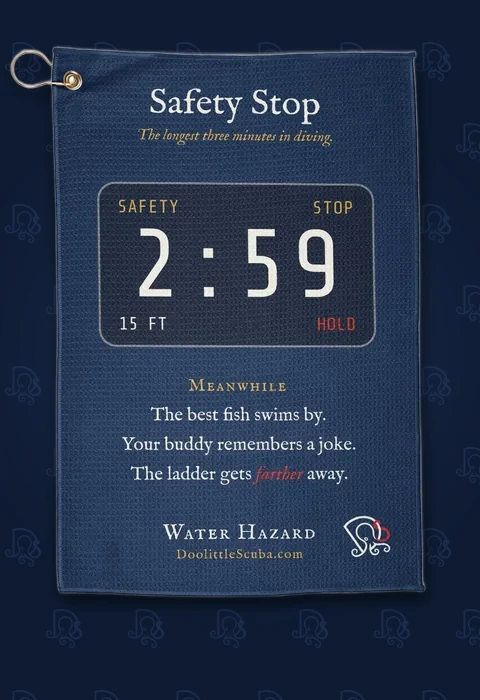 Safety Stop
The longest three minutes in diving.
SAFETY STOP
2:59
15 FT HOLD
Meanwhile
The best fish swims by.
Your buddy remembers a joke.
The ladder gets farther away.
Water Hazard
DoolittleScuba.com